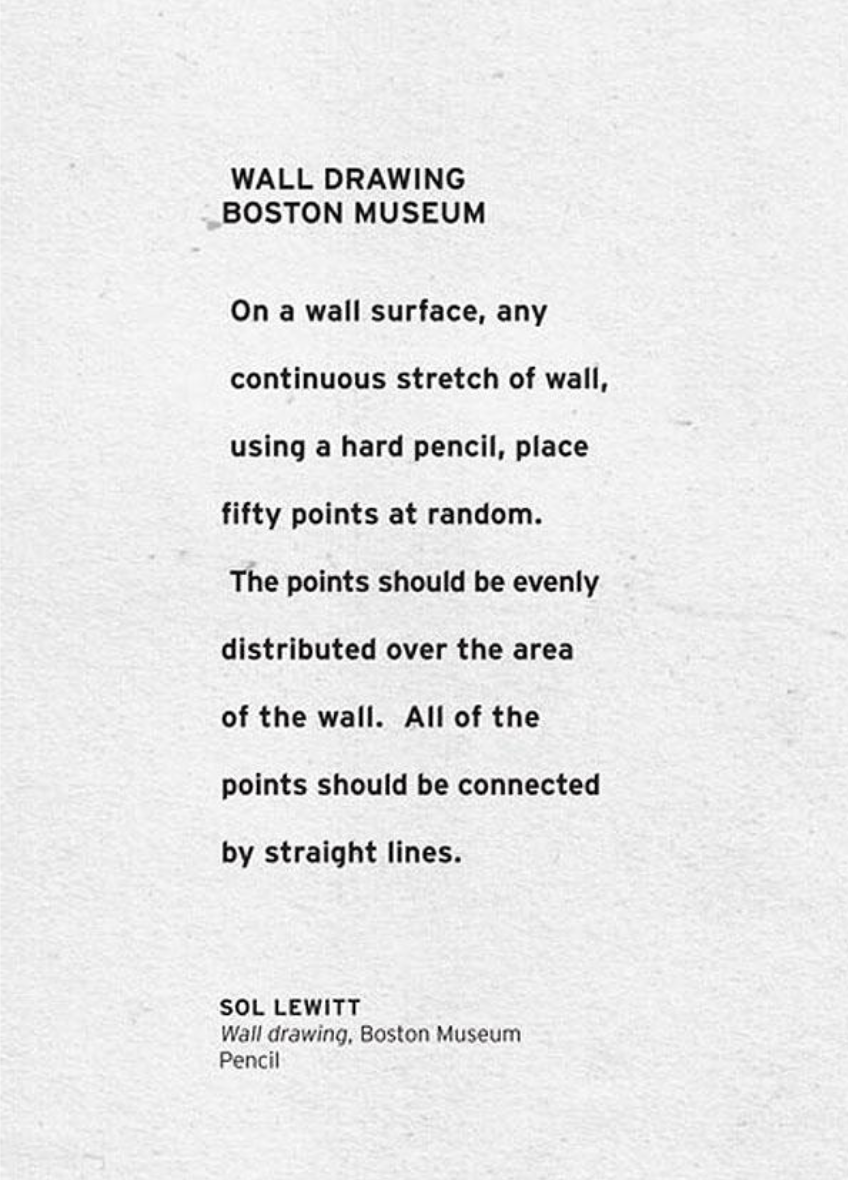 WALL DRAWING
BOSTON MUSEUM
On a wall surface, any
continuous stretch of wall,
using a hard pencil, place
fifty points at random.
The points should be evenly
distributed over the area
of the wall.  All of the
points should be connected
by straight lines.
SOL LEWITT
Wall drawing, Boston Museum
Pencil